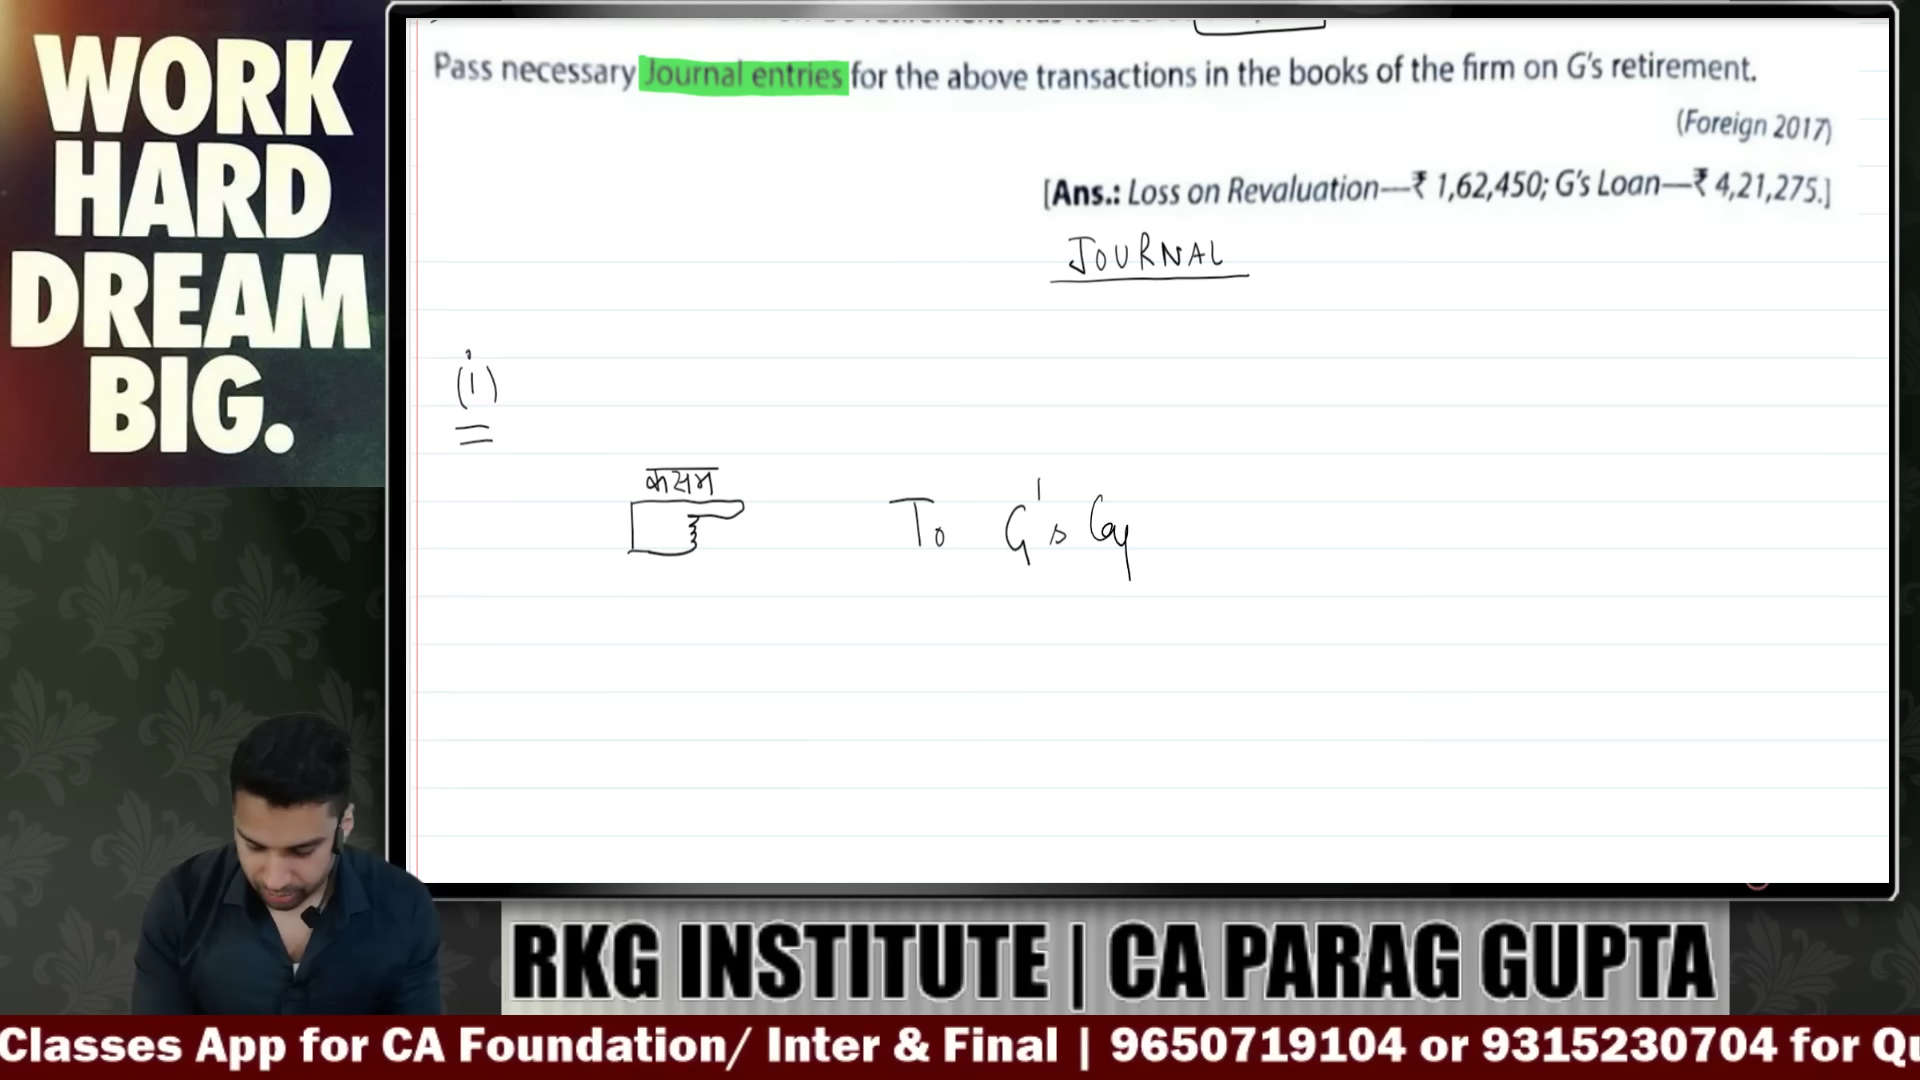 WORK
HARD
DREAM
BIG.
Pass necessary Journal entries for the above transactions in the books of the firm on G's retirement.
(Foreign 2017)
[Ans.: Loss on Revaluation—₹ 1,62,450; G's Loan—₹ 4,21,275.]
JOURNAL
(i)
कसम
To G's Cap
RKG INSTITUTE | CA PARAG GUPTA
Classes App for CA Foundation/ Inter & Final | 9650719104 or 9315230704 for Qu